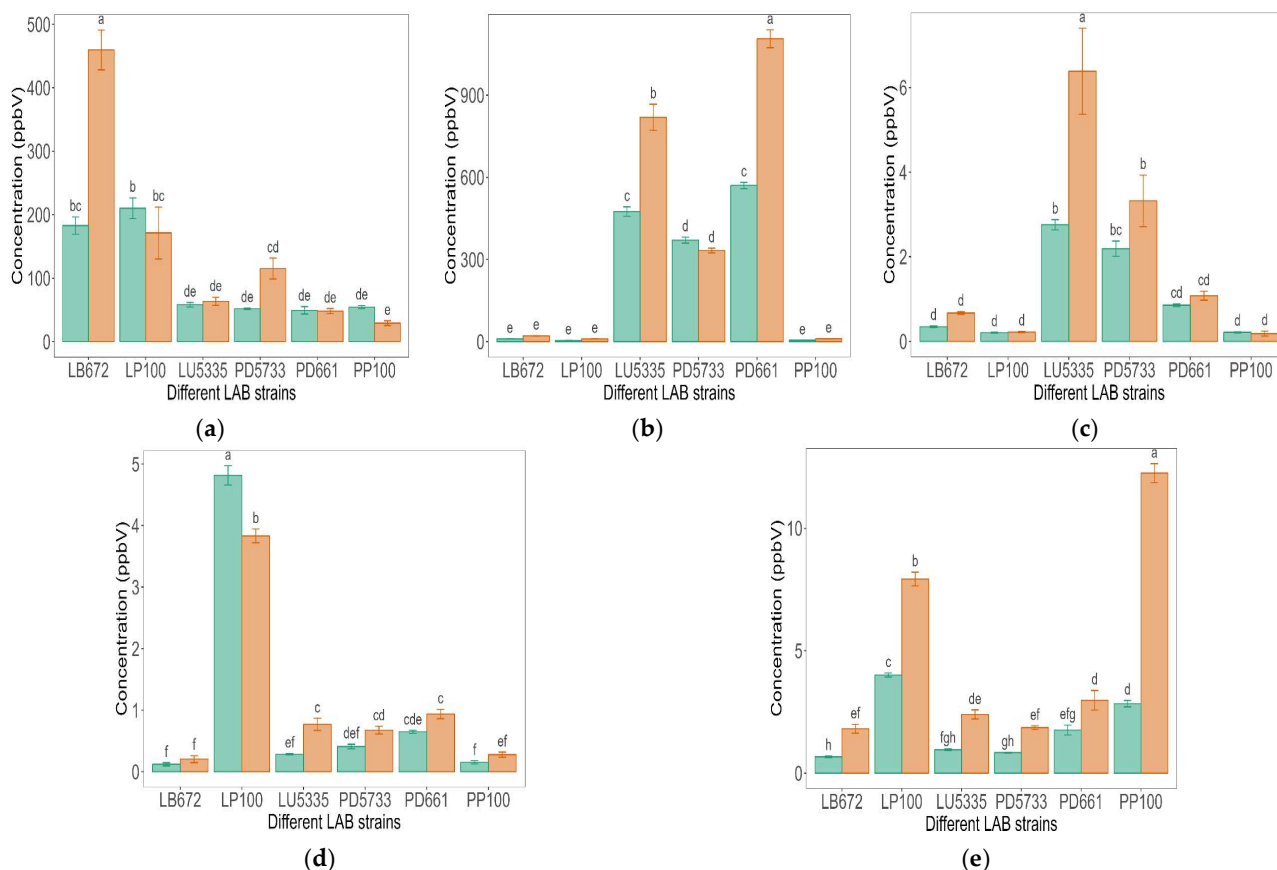 a
500
bc
b
bc
de
de
de
cd
de
de
de
e
400
300
200
100
0
Concentration (ppbV)
LB672 LP100 LU5335 PD5733 PD661 PP100
Different LAB strains
(a)
a
b
c
c
d
d
e
e
e
e
e
e
900
600
300
0
Concentration (ppbV)
LB672 LP100 LU5335 PD5733 PD661 PP100
Different LAB strains
(b)
a
b
b
bc
cd
cd
d
d
d
d
d
d
6
4
2
0
Concentration (ppbV)
LB672 LP100 LU5335 PD5733 PD661 PP100
Different LAB strains
(c)
a
b
f
f
ef
c
def
cd
cde
c
f
ef
5
4
3
2
1
0
Concentration (ppbV)
LB672 LP100 LU5335 PD5733 PD661 PP100
Different LAB strains
(d)
a
b
c
d
h
ef
fgh
de
gh
ef
efg
d
10
5
0
Concentration (ppbV)
LB672 LP100 LU5335 PD5733 PD661 PP100
Different LAB strains
(e)